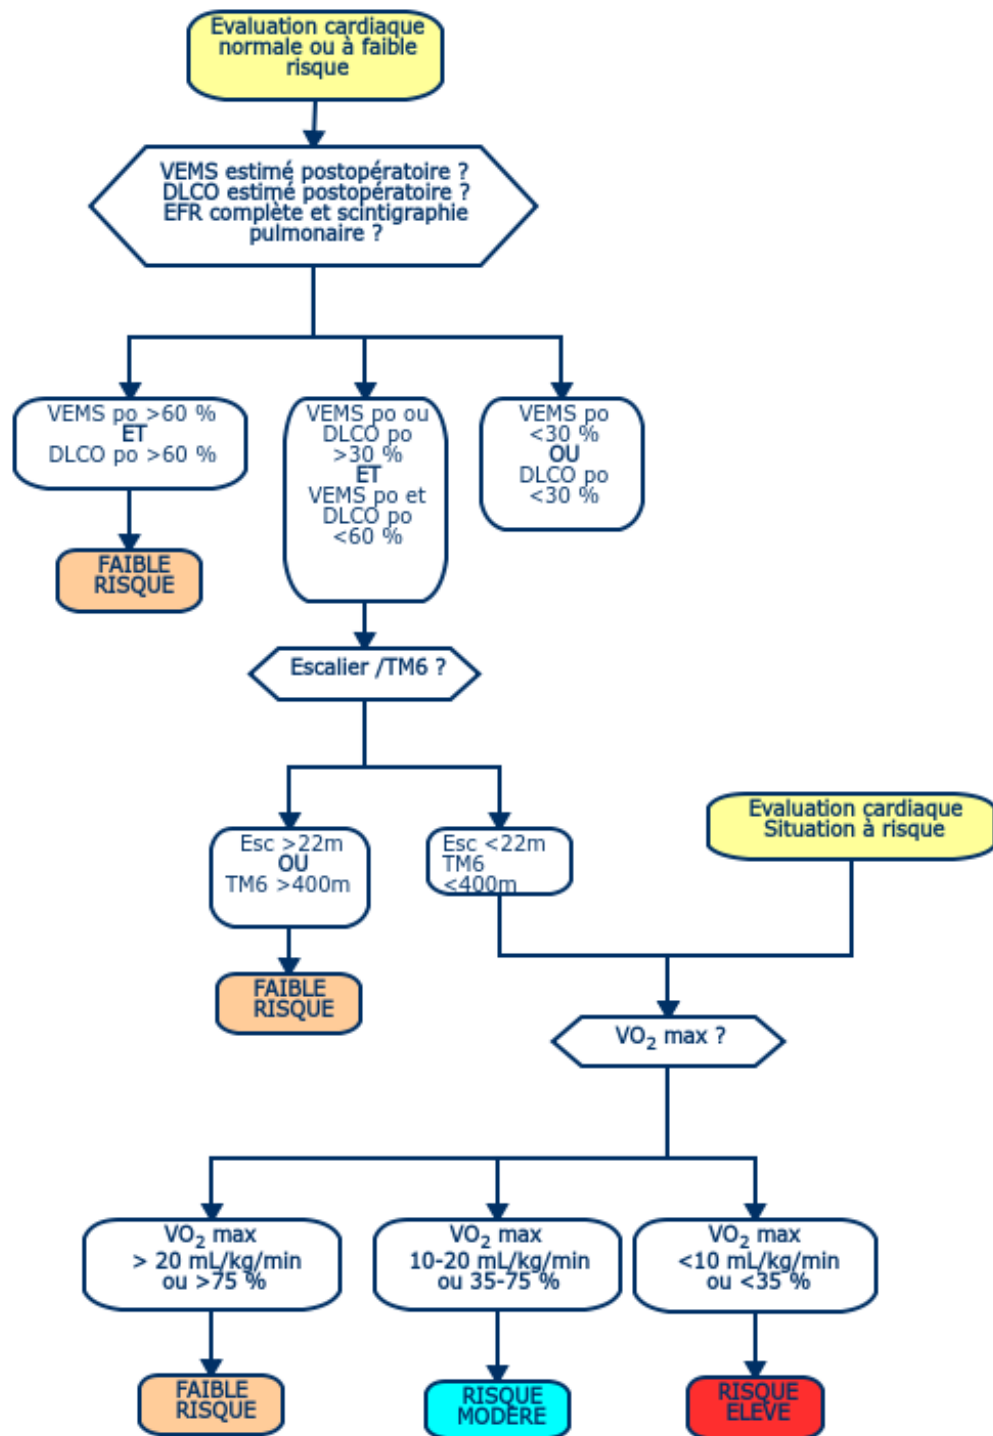 Evaluation cardiaque
normale ou à faible
risque
VEMS estimé postopératoire ?
DLCO estimé postopératoire ?
EFR complète et scintigraphie
pulmonaire ?
VEMS po >60 %
ET
DLCO po >60 %
VEMS po ou
DLCO po
>30 %
ET
VEMS po et
DLCO po
<60 %
VEMS po
<30 %
OU
DLCO po
<30 %
FAIBLE
RISQUE
Escalier /TM6 ?
Esc >22m
OU
TM6 >400m
Esc <22m
TM6
<400m
Evaluation cardiaque
Situation à risque
FAIBLE
RISQUE
VO₂ max ?
VO₂ max
> 20 mL/kg/min
ou >75 %
VO₂ max
10-20 mL/kg/min
ou 35-75 %
VO₂ max
<10 mL/kg/min
ou <35 %
FAIBLE
RISQUE
RISQUE
MODÈRE
RISQUE
ELEVE